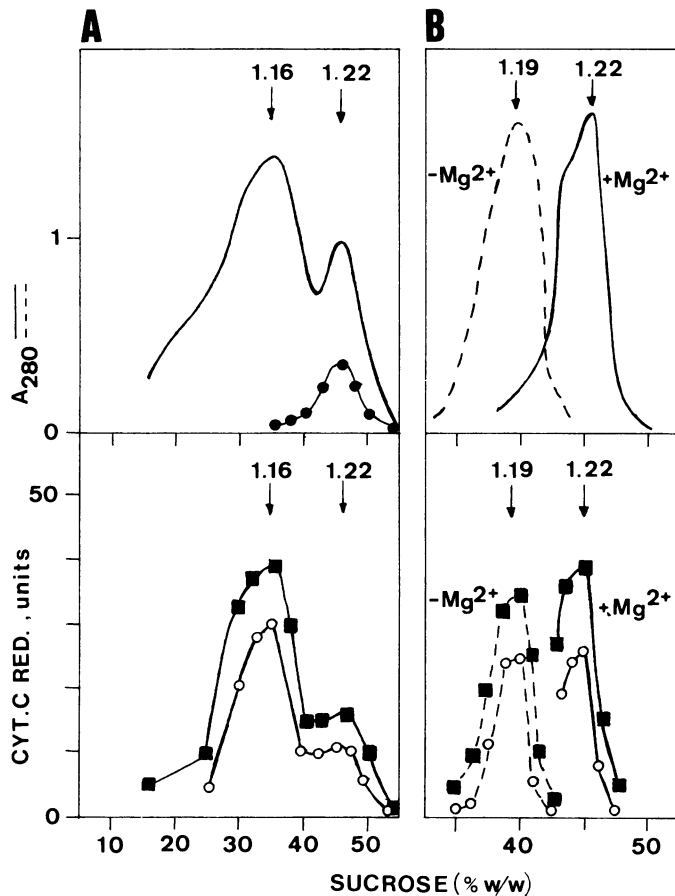 A
B
1.16
1.22
1.19
1.22
-Mg2+
+Mg2+
1
0
A280
1.16
1.22
1.19
1.22
50
-Mg2+
+Mg2+
0
CYT.C RED., units
10
20
30
40
50
40
50
SUCROSE (% w/w)